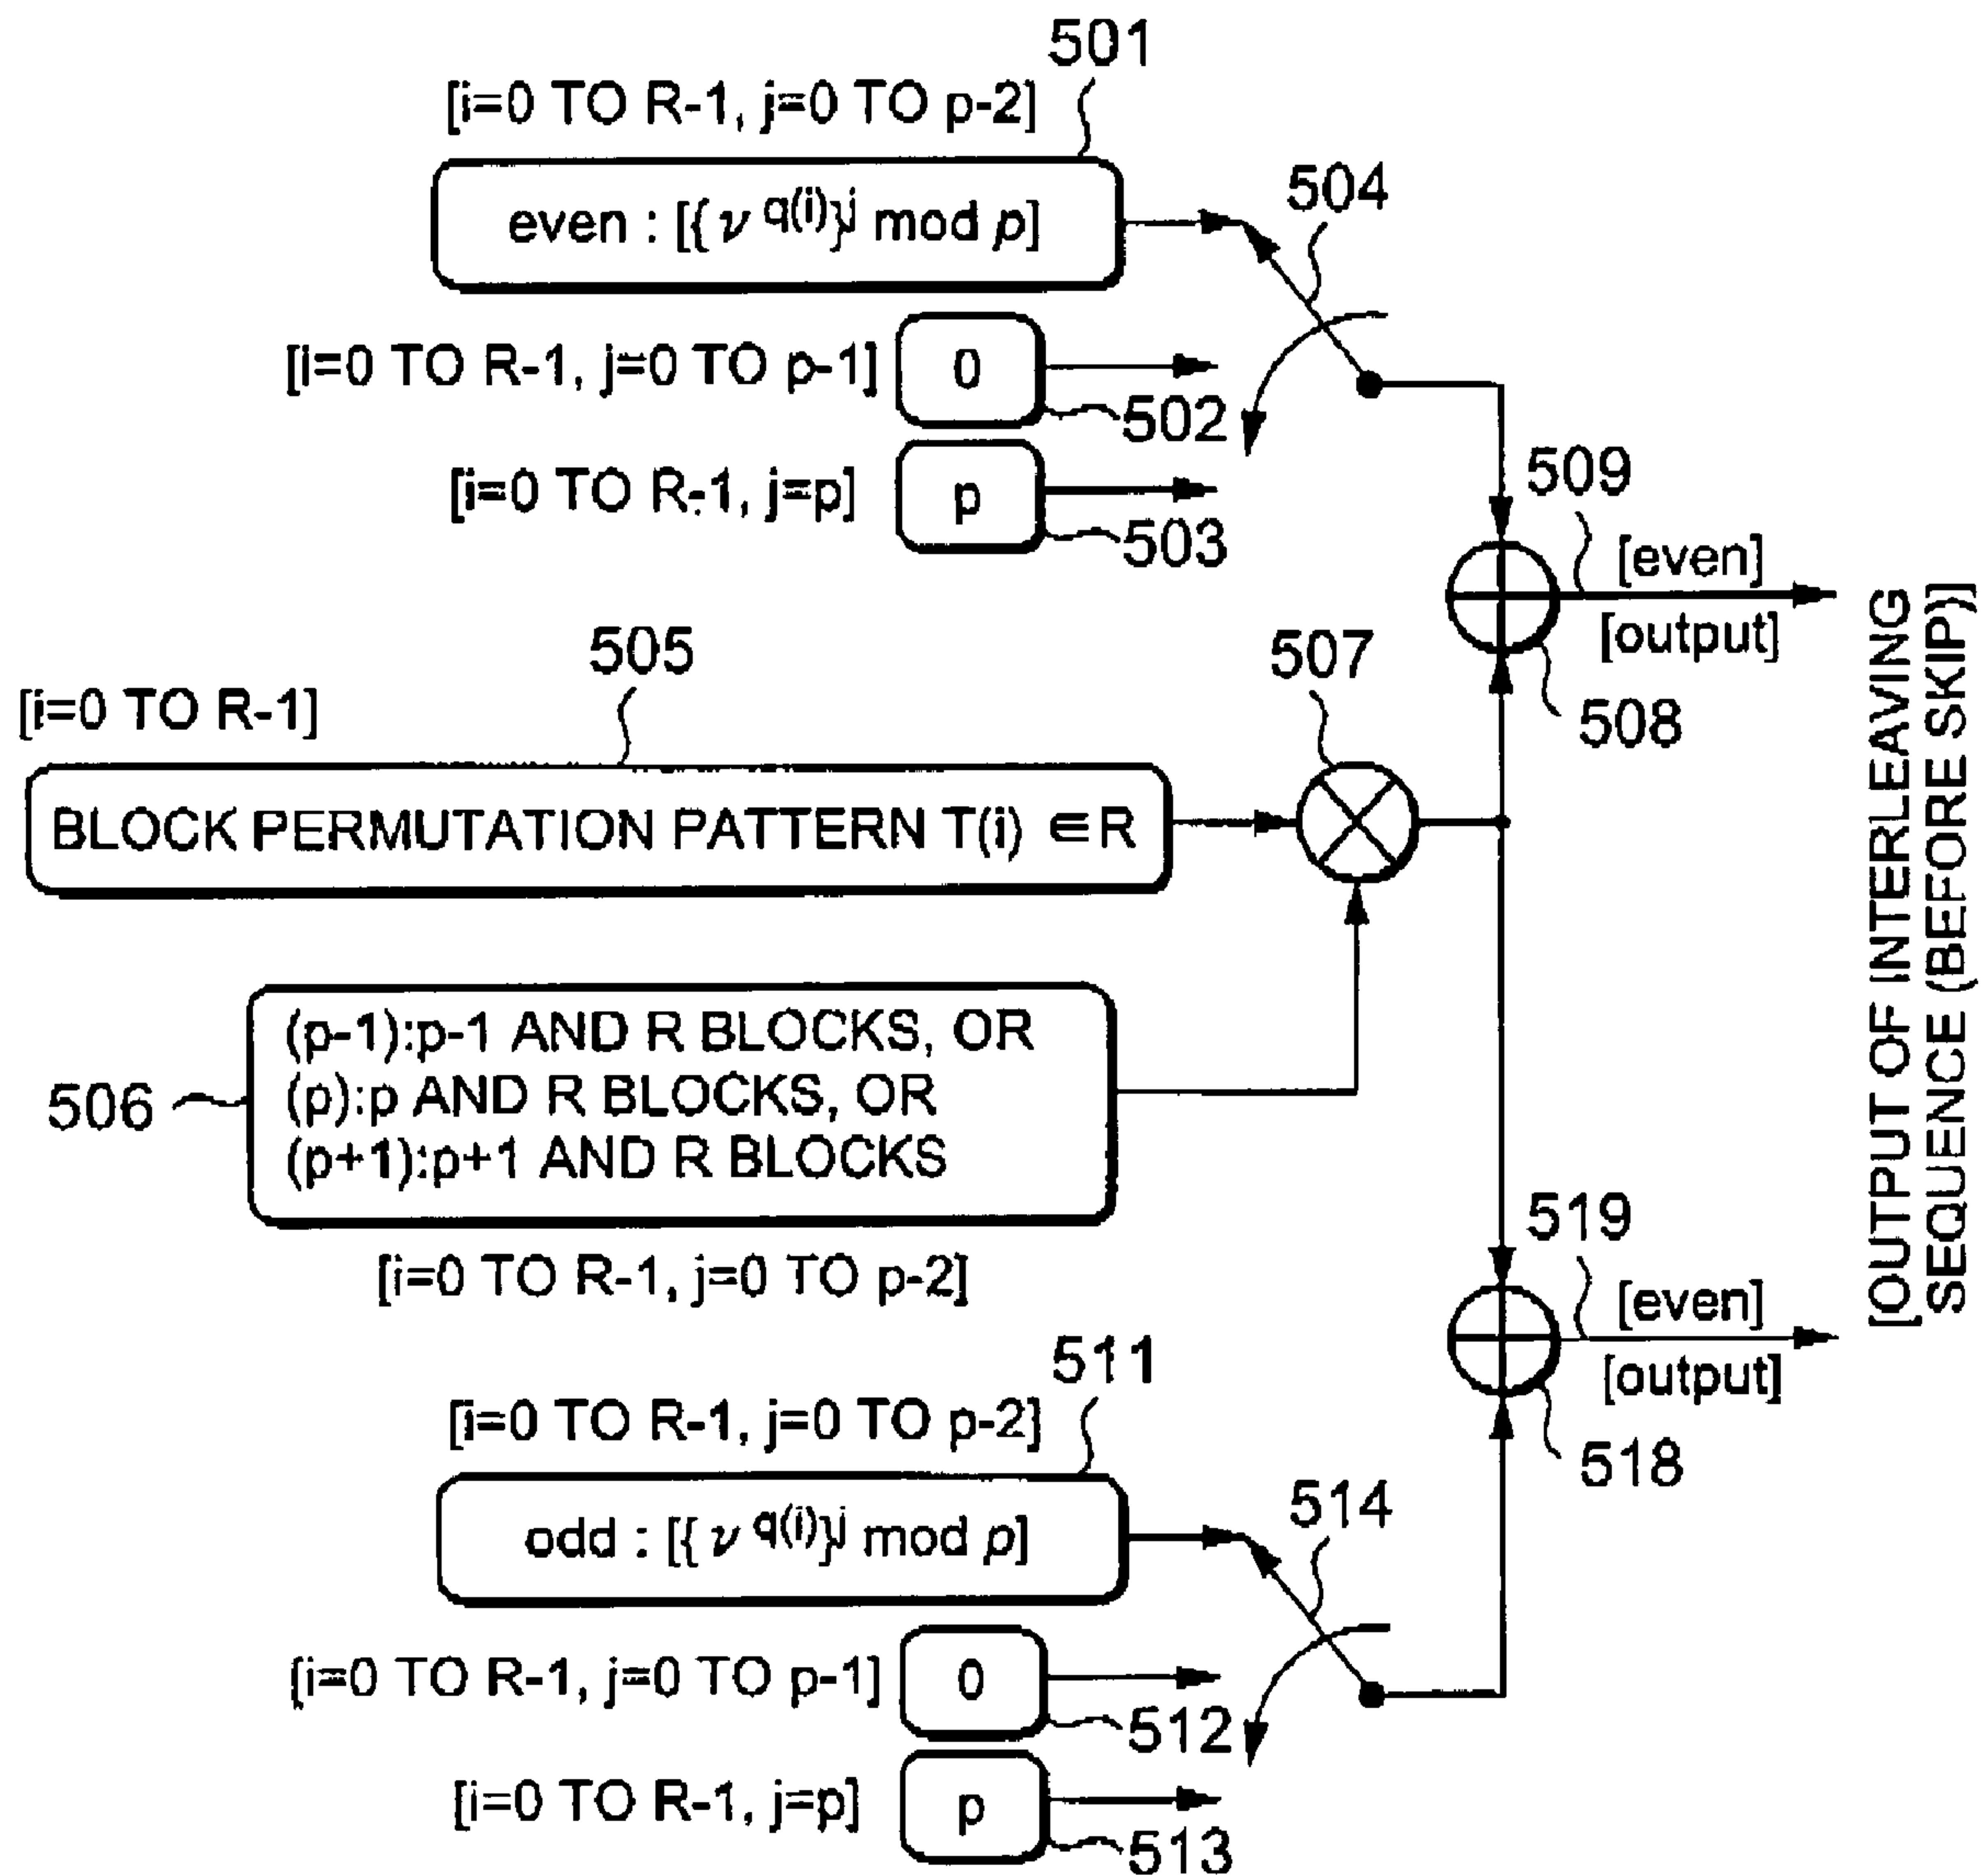 501
[i=0 TO R-1, j=0 TO p-2]
even : [{ν^q(i)}^j mod p]
504
[i=0 TO R-1, j=0 TO p-1]
0
502
[i=0 TO R-1, j=p]
p
503
509
[even]
[output]
508
505
507
[i=0 TO R-1]
BLOCK PERMUTATION PATTERN T(i) ∈R
506
(p-1):p-1 AND R BLOCKS, OR
(p):p AND R BLOCKS, OR
(p+1):p+1 AND R BLOCKS
[i=0 TO R-1, j=0 TO p-2]
519
[even]
[output]
518
[OUTPUT OF INTERLEAVING
SEQUENCE (BEFORE SKIP)]
511
[i=0 TO R-1, j=0 TO p-2]
odd : [{ν^q(i)}^j mod p]
514
[i=0 TO R-1, j=0 TO p-1]
0
512
[i=0 TO R-1, j=p]
p
513